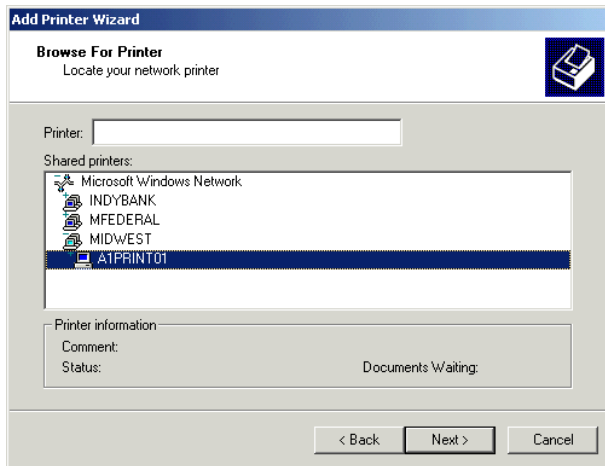 Add Printer Wizard
Browse For Printer
Locate your network printer
Printer:
Shared printers:
Microsoft Windows Network
INDYBANK
MFEDERAL
MIDWEST
A1PRINT01
Printer information
Comment:
Status: Documents Waiting:
< Back Next > Cancel